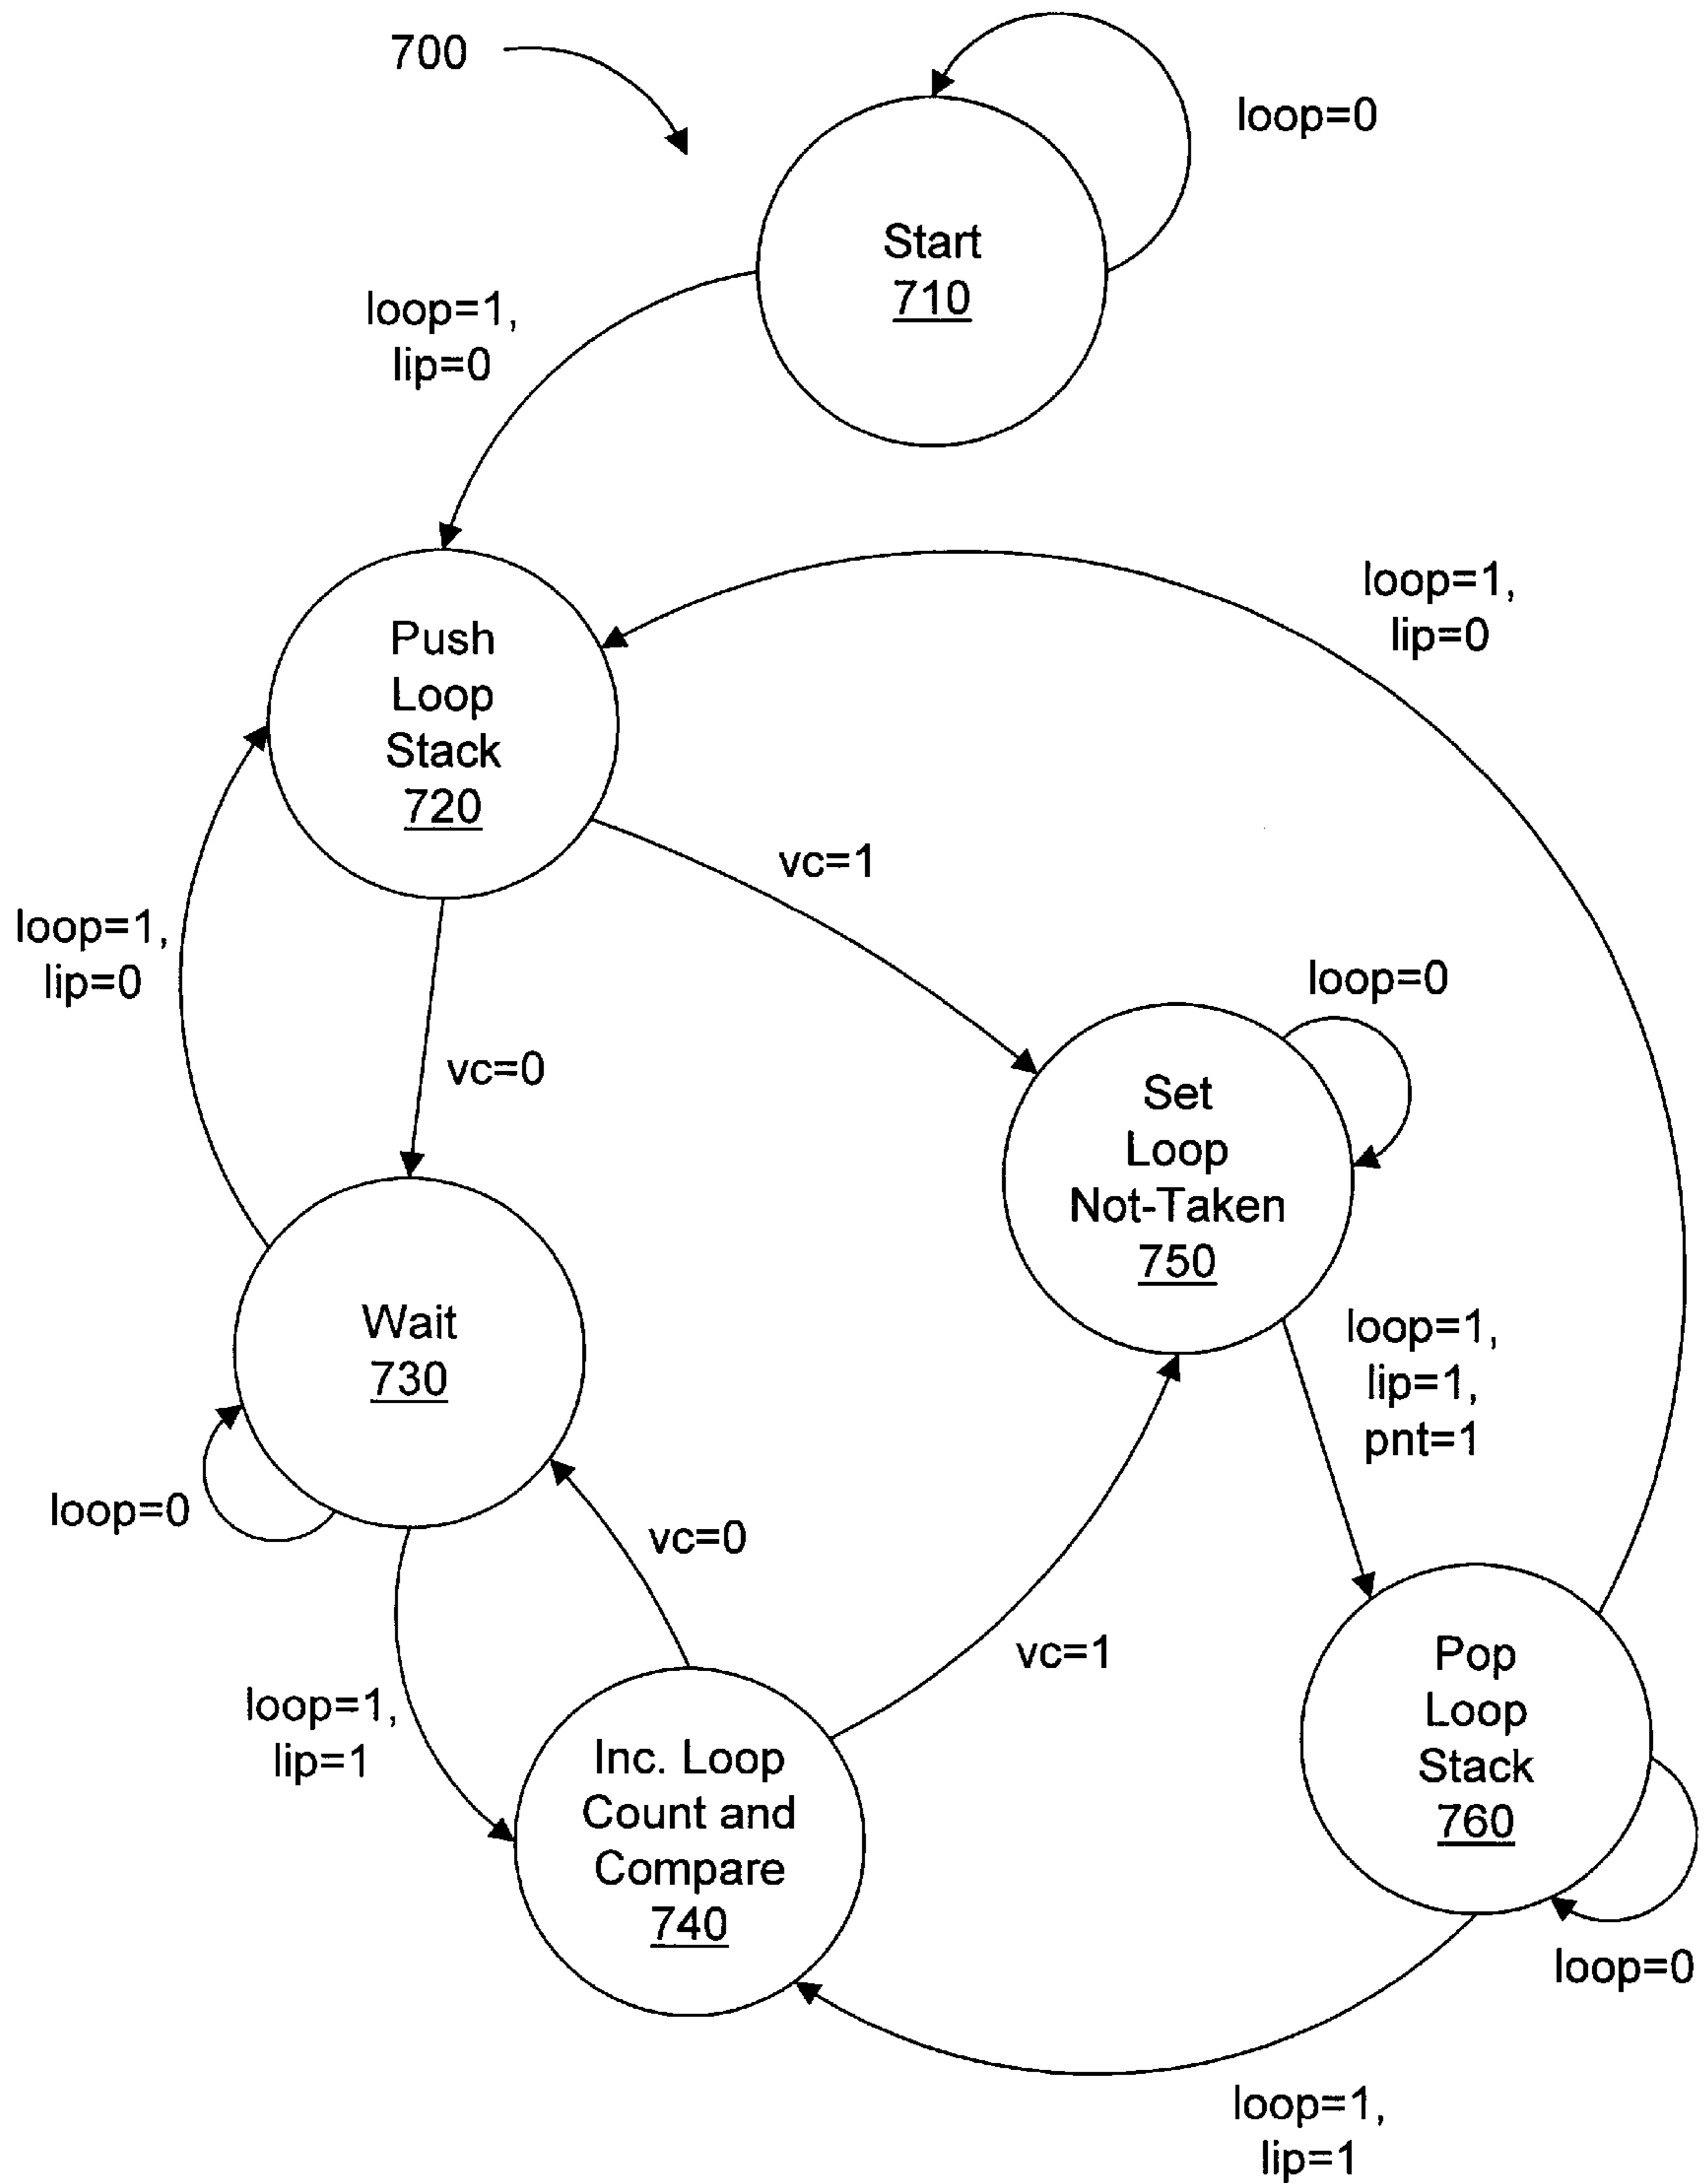 700
loop=0
Start
710
loop=1,
lip=0
loop=1,
lip=0
Push
Loop
Stack
720
vc=1
loop=1,
lip=0
loop=0
vc=0
Set
Loop
Not-Taken
750
Wait
730
loop=1,
lip=1,
pnt=1
loop=0
vc=0
vc=1
Pop
Loop
Stack
760
loop=1,
lip=1
Inc. Loop
Count and
Compare
740
loop=0
loop=1,
lip=1